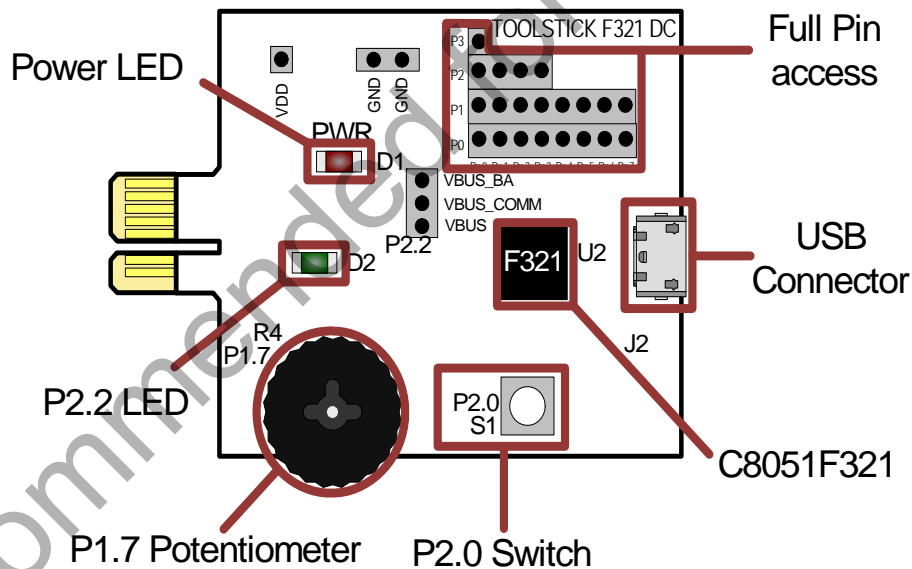 TOOLSTICK F321 DC
Full Pin
access
Power LED
VDD
GND
GND
P3
P2
P1
P0
PWR
D1
VBUS_BA
VBUS_COMM
VBUS
P2.2
D2
F321
U2
USB
Connector
R4
P1.7
J2
P2.2 LED
P2.0
S1
C8051F321
P1.7 Potentiometer
P2.0 Switch
ommended for